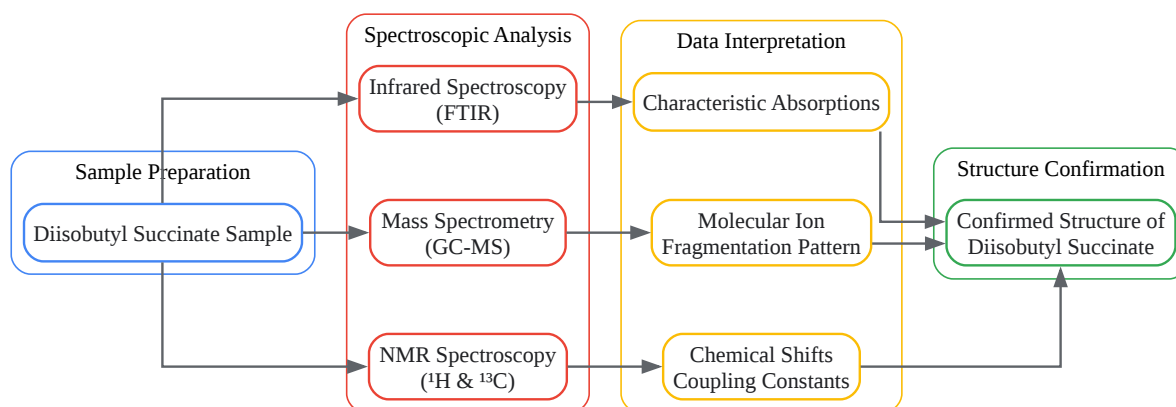 Sample Preparation
Diisobutyl Succinate Sample
Spectroscopic Analysis
Infrared Spectroscopy
(FTIR)
Mass Spectrometry
(GC-MS)
NMR Spectroscopy
(¹H & ¹³C)
Data Interpretation
Characteristic Absorptions
Molecular Ion
Fragmentation Pattern
Chemical Shifts
Coupling Constants
Structure Confirmation
Confirmed Structure of
Diisobutyl Succinate